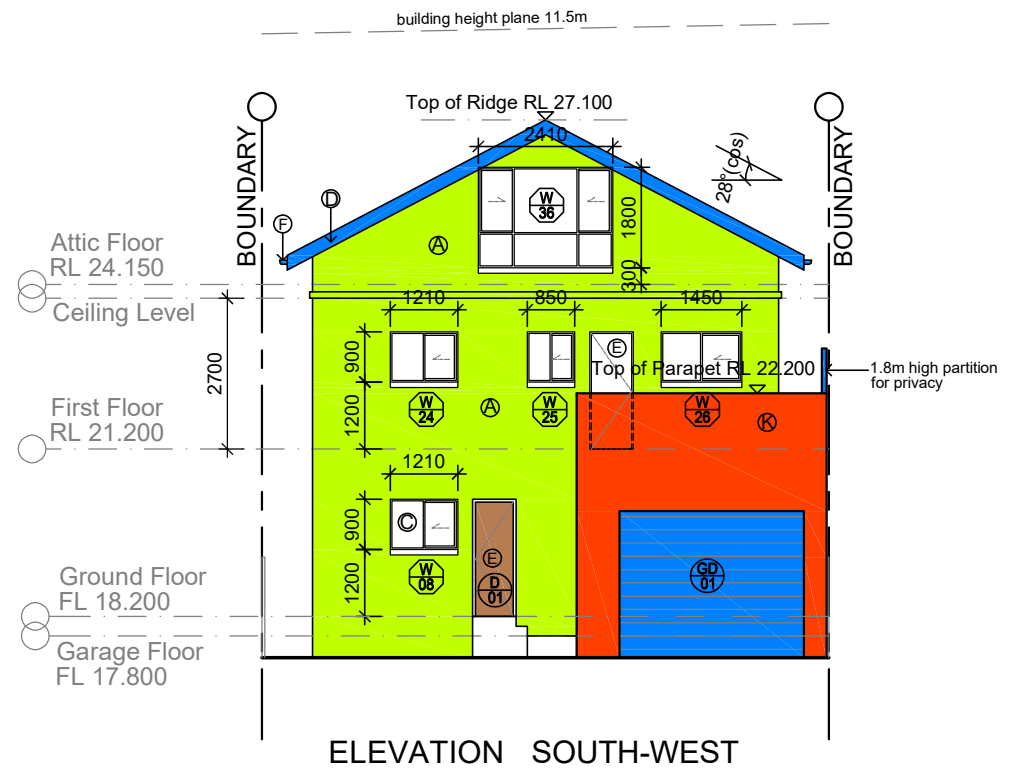 building height plane 11.5m
Top of Ridge RL 27.100
BOUNDARY
BOUNDARY
2410
28°(cos)
W
36
D
F
A
1800
300
Attic Floor
RL 24.150
Ceiling Level
1210
850
1450
900
2700
1200
E
Top of Parapet RL 22.200
1.8m high partition
for privacy
W
24
A
W
25
W
26
K
First Floor
RL 21.200
1210
900
C
1200
E
W
08
D
01
GD
01
Ground Floor
FL 18.200
Garage Floor
FL 17.800
ELEVATION SOUTH-WEST